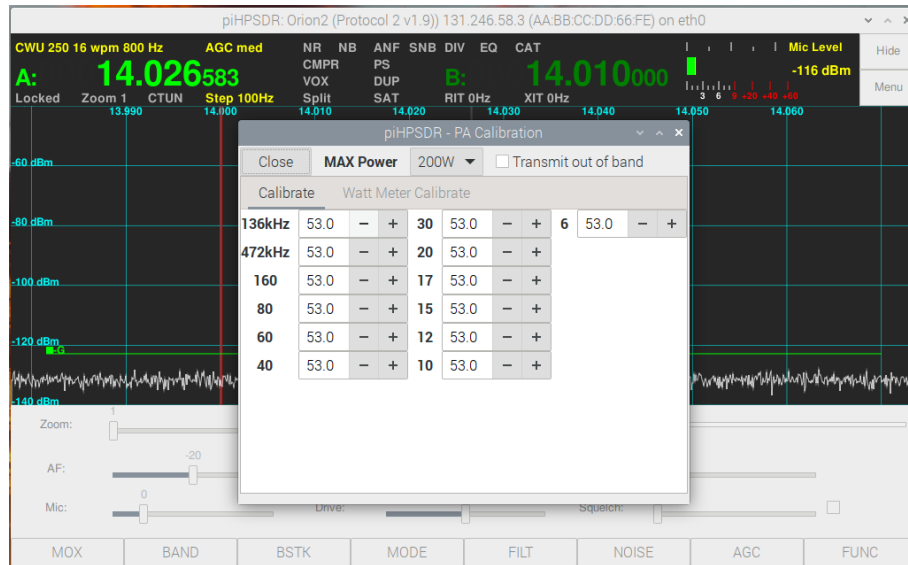 piHPSDR: Orion2 (Protocol 2 v1.9)) 131.246.58.3 (AA:BB:CC:DD:66:FE) on eth0
CWU 250 16 wpm 800 Hz AGC med NR NB ANF SNB DIV EQ CAT Mic Level Hide
CMPR PS
A: 14.026583 VOX DUP B: 14.010000 -116 dBm
Locked Zoom 1 CTUN Step 100Hz Split SAT RIT 0Hz XIT 0Hz 3 6 9 +20 +40 +60 Menu
13.990 14.000 14.010 14.020 14.030 14.040 14.050 14.060
piHPSDR - PA Calibration
-60 dBm
Close MAX Power 200W Transmit out of band
Calibrate Watt Meter Calibrate
-80 dBm
136kHz 53.0 − + 30 53.0 − + 6 53.0 − +
472kHz 53.0 − + 20 53.0 − +
-100 dBm
160 53.0 − + 17 53.0 − +
80 53.0 − + 15 53.0 − +
60 53.0 − + 12 53.0 − +
-120 dBm
-G
40 53.0 − + 10 53.0 − +
-140 dBm
Zoom: 1
AF: -20
Mic: 0 Drive: Squelch:
MOX BAND BSTK MODE FILT NOISE AGC FUNC